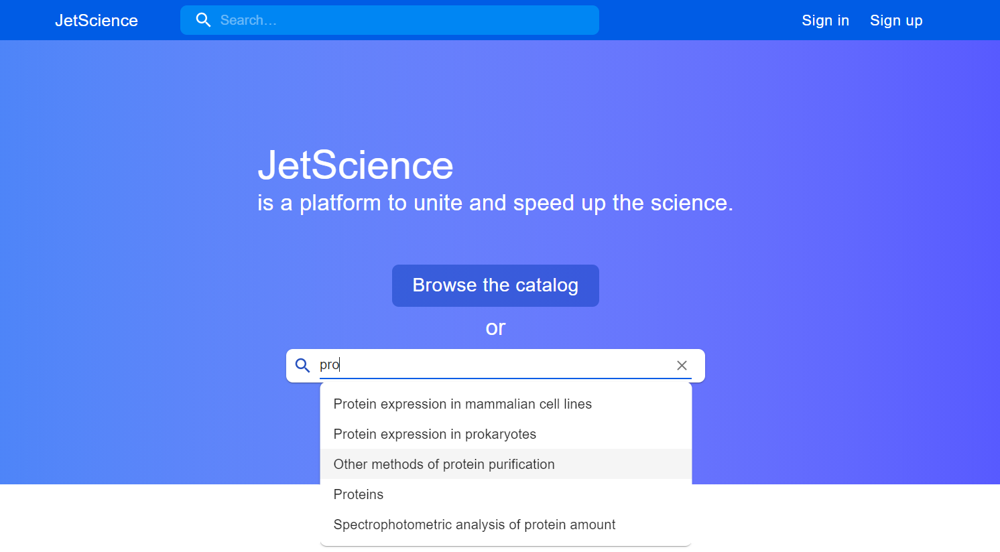 JetScience
Search...
Sign in
Sign up
JetScience
is a platform to unite and speed up the science.
Browse the catalog
or
pro
Protein expression in mammalian cell lines
Protein expression in prokaryotes
Other methods of protein purification
Proteins
Spectrophotometric analysis of protein amount